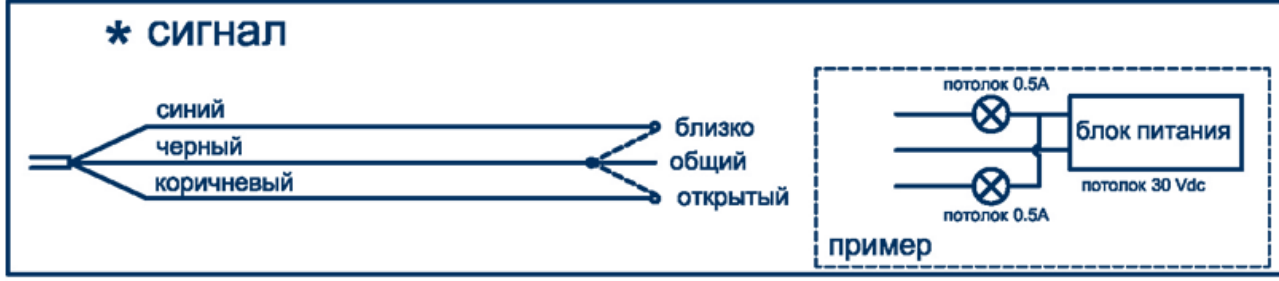 * сигнал
синий
близко
черный
общий
коричневый
открытый
потолок 0.5A
блок питания
потолок 30 Vdc
потолок 0.5A
пример